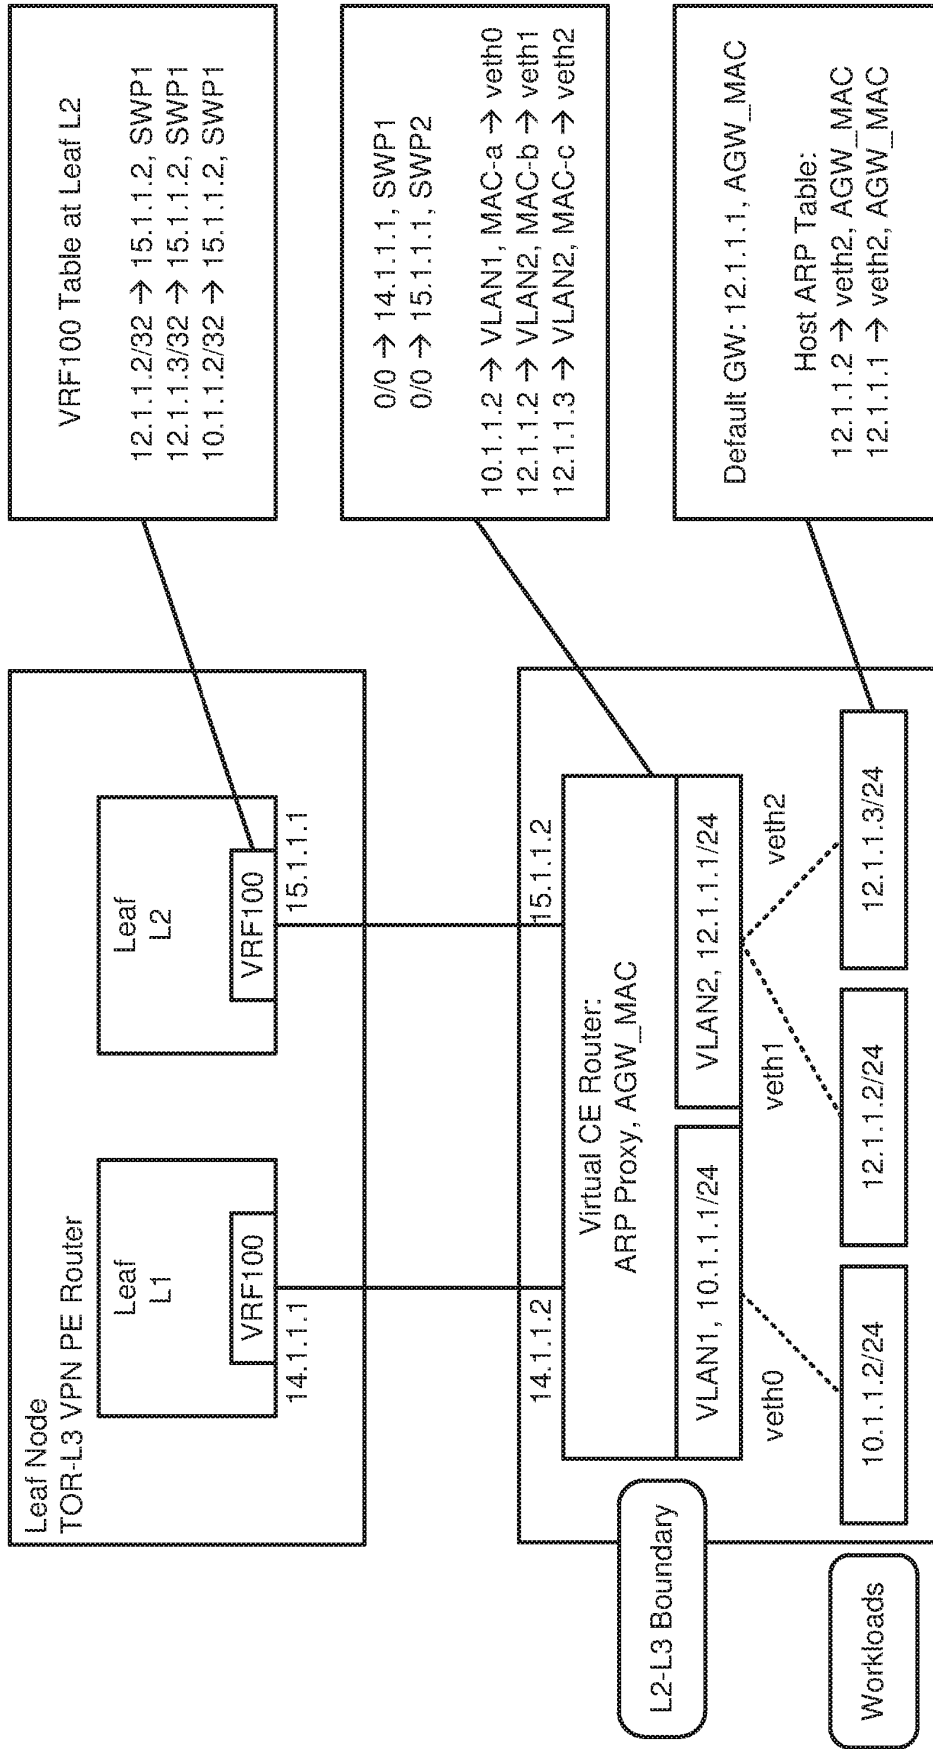 Leaf Node
TOR-L3 VPN PE Router
Leaf
L1
VRF100
14.1.1.1
Leaf
L2
VRF100
15.1.1.1
VRF100 Table at Leaf L2
12.1.1.2/32 → 15.1.1.2, SWP1
12.1.1.3/32 → 15.1.1.2, SWP1
10.1.1.2/32 → 15.1.1.2, SWP1
14.1.1.2
15.1.1.2
L2-L3 Boundary
Virtual CE Router:
ARP Proxy, AGW_MAC
VLAN1, 10.1.1.1/24
VLAN2, 12.1.1.1/24
0/0 → 14.1.1.1, SWP1
0/0 → 15.1.1.1, SWP2
10.1.1.2 → VLAN1, MAC-a → veth0
12.1.1.2 → VLAN2, MAC-b → veth1
12.1.1.3 → VLAN2, MAC-c → veth2
veth0
veth1
veth2
Workloads
10.1.1.2/24
12.1.1.2/24
12.1.1.3/24
Default GW: 12.1.1.1, AGW_MAC
Host ARP Table:
12.1.1.2 → veth2, AGW_MAC
12.1.1.1 → veth2, AGW_MAC